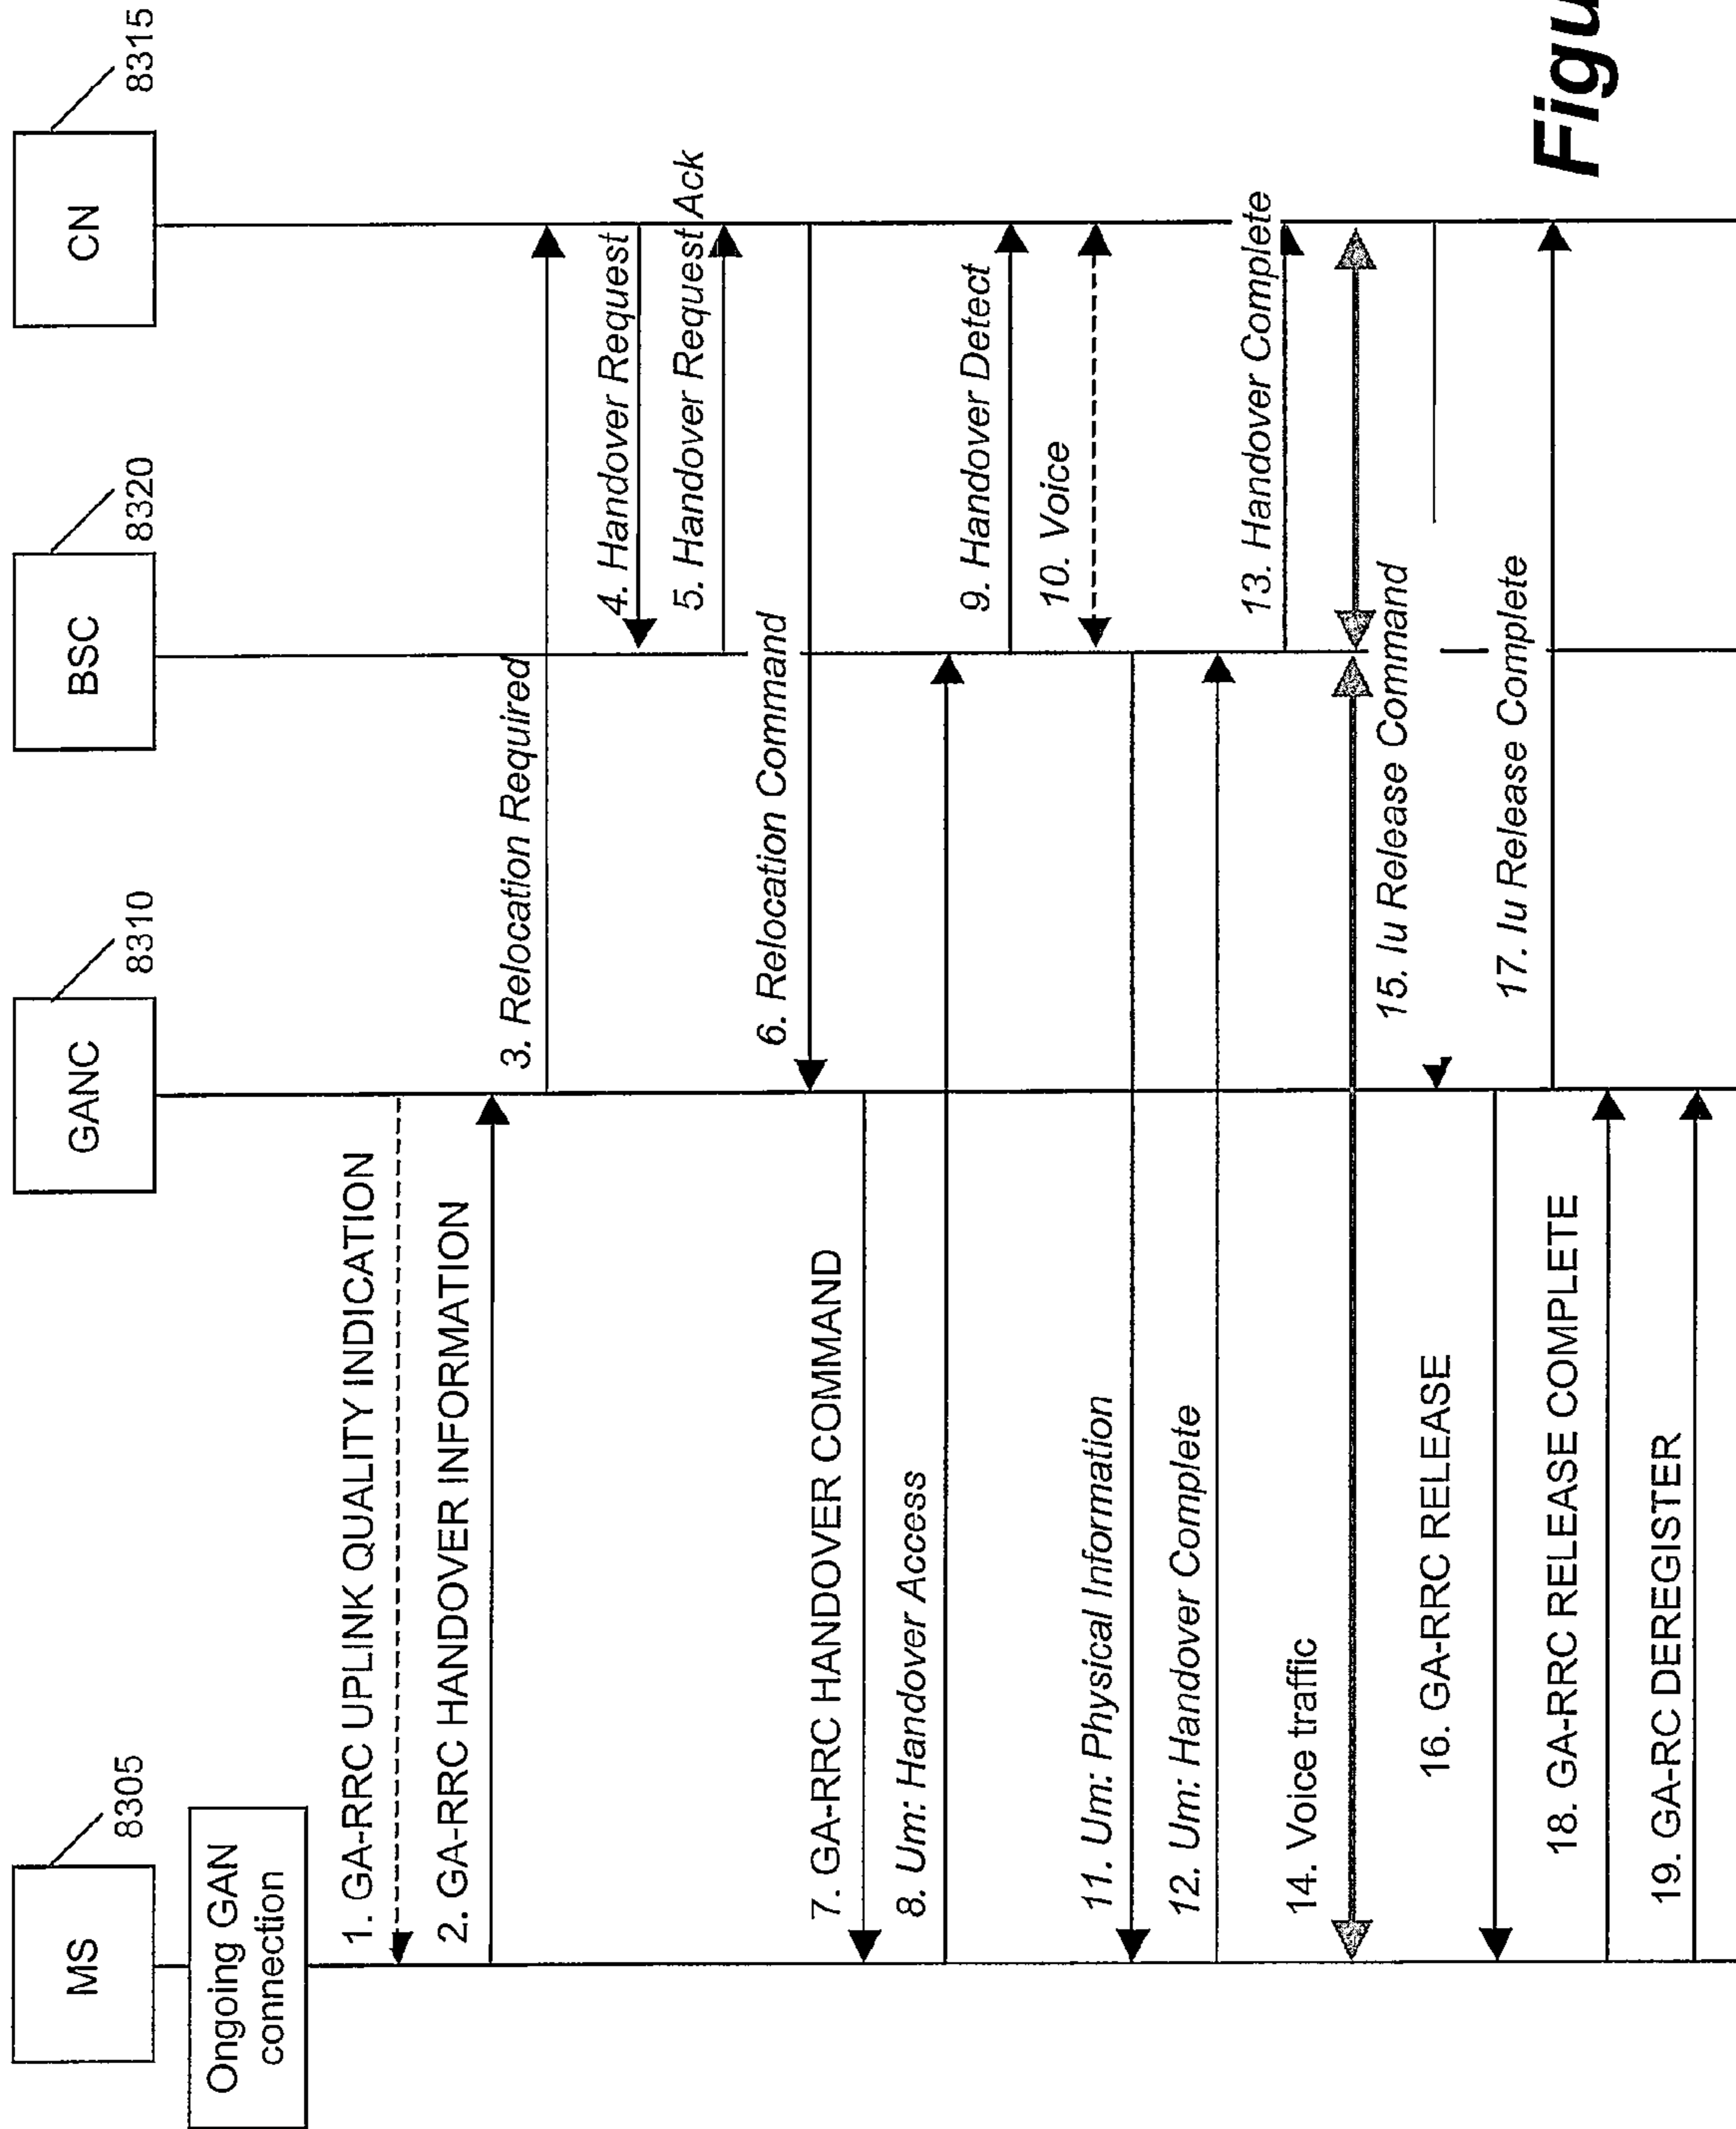 MS
8305
GANC
8310
BSC
8320
CN
8315
Ongoing GAN
connection
1. GA-RRC UPLINK QUALITY INDICATION
2. GA-RRC HANDOVER INFORMATION
3. Relocation Required
4. Handover Request
5. Handover Request Ack
6. Relocation Command
7. GA-RRC HANDOVER COMMAND
8. Um: Handover Access
9. Handover Detect
10. Voice
11. Um: Physical Information
12. Um: Handover Complete
13. Handover Complete
14. Voice traffic
15. Iu Release Command
16. GA-RRC RELEASE
17. Iu Release Complete
18. GA-RRC RELEASE COMPLETE
19. GA-RC DEREGISTER